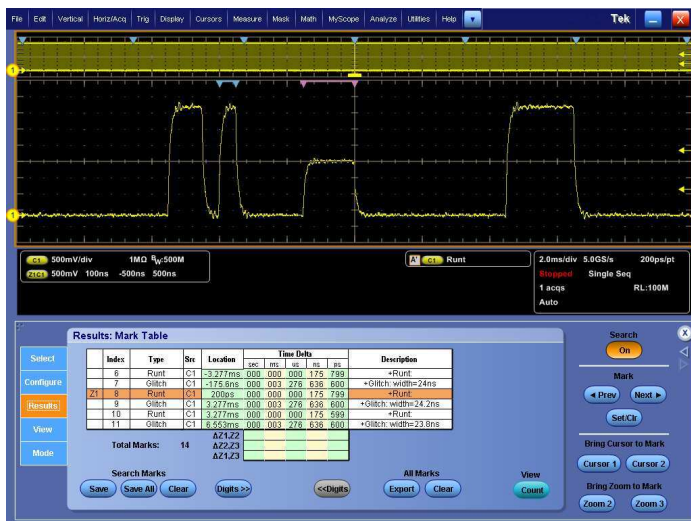 File Edit Vertical Horiz/Acq Trig Display Cursors Measure Mask Math MyScope Analyze Utilities Help Tek X
1
1
C1 500mV/div 1MΩ BW:500M
Z1C1 500mV 100ns -500ns 500ns
A' C1 Runt
2.0ms/div 5.0GS/s 200ps/pt
Stopped Single Seq
1 acqs RL:100M
Auto
Results: Mark Table
Search
X
On
Select
Configure
Results
View
Mode
Index Type Src Location Time Delta Description
sec ms us ns ps
6 Runt C1 -3.277ms 000 000 000 175 799 +Runt:
7 Glitch C1 -175.6ns 000 003 276 636 600 +Glitch: width=24ns
Z1 8 Runt C1 200ps 000 000 000 175 799 +Runt:
9 Glitch C1 3.277ms 000 003 276 636 600 +Glitch: width=24.2ns
10 Runt C1 3.277ms 000 000 000 175 599 +Runt:
11 Glitch C1 6.553ms 000 003 276 636 600 +Glitch: width=23.8ns
Total Marks: 14
ΔZ1,Z2
ΔZ2,Z3
ΔZ1,Z3
Mark
Prev Next
Set/Clr
Bring Cursor to Mark
Cursor 1 Cursor 2
Bring Zoom to Mark
Zoom 2 Zoom 3
Search Marks
Save Save All Clear
Digits >>
<<Digits
All Marks
Export Clear
View
Count